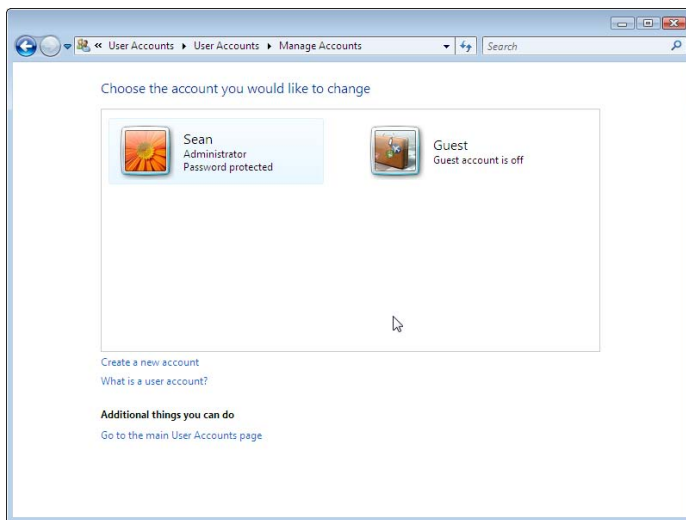 « User Accounts ▸ User Accounts ▸ Manage Accounts
Search
Choose the account you would like to change
Sean
Administrator
Password protected
Guest
Guest account is off
Create a new account
What is a user account?
Additional things you can do
Go to the main User Accounts page